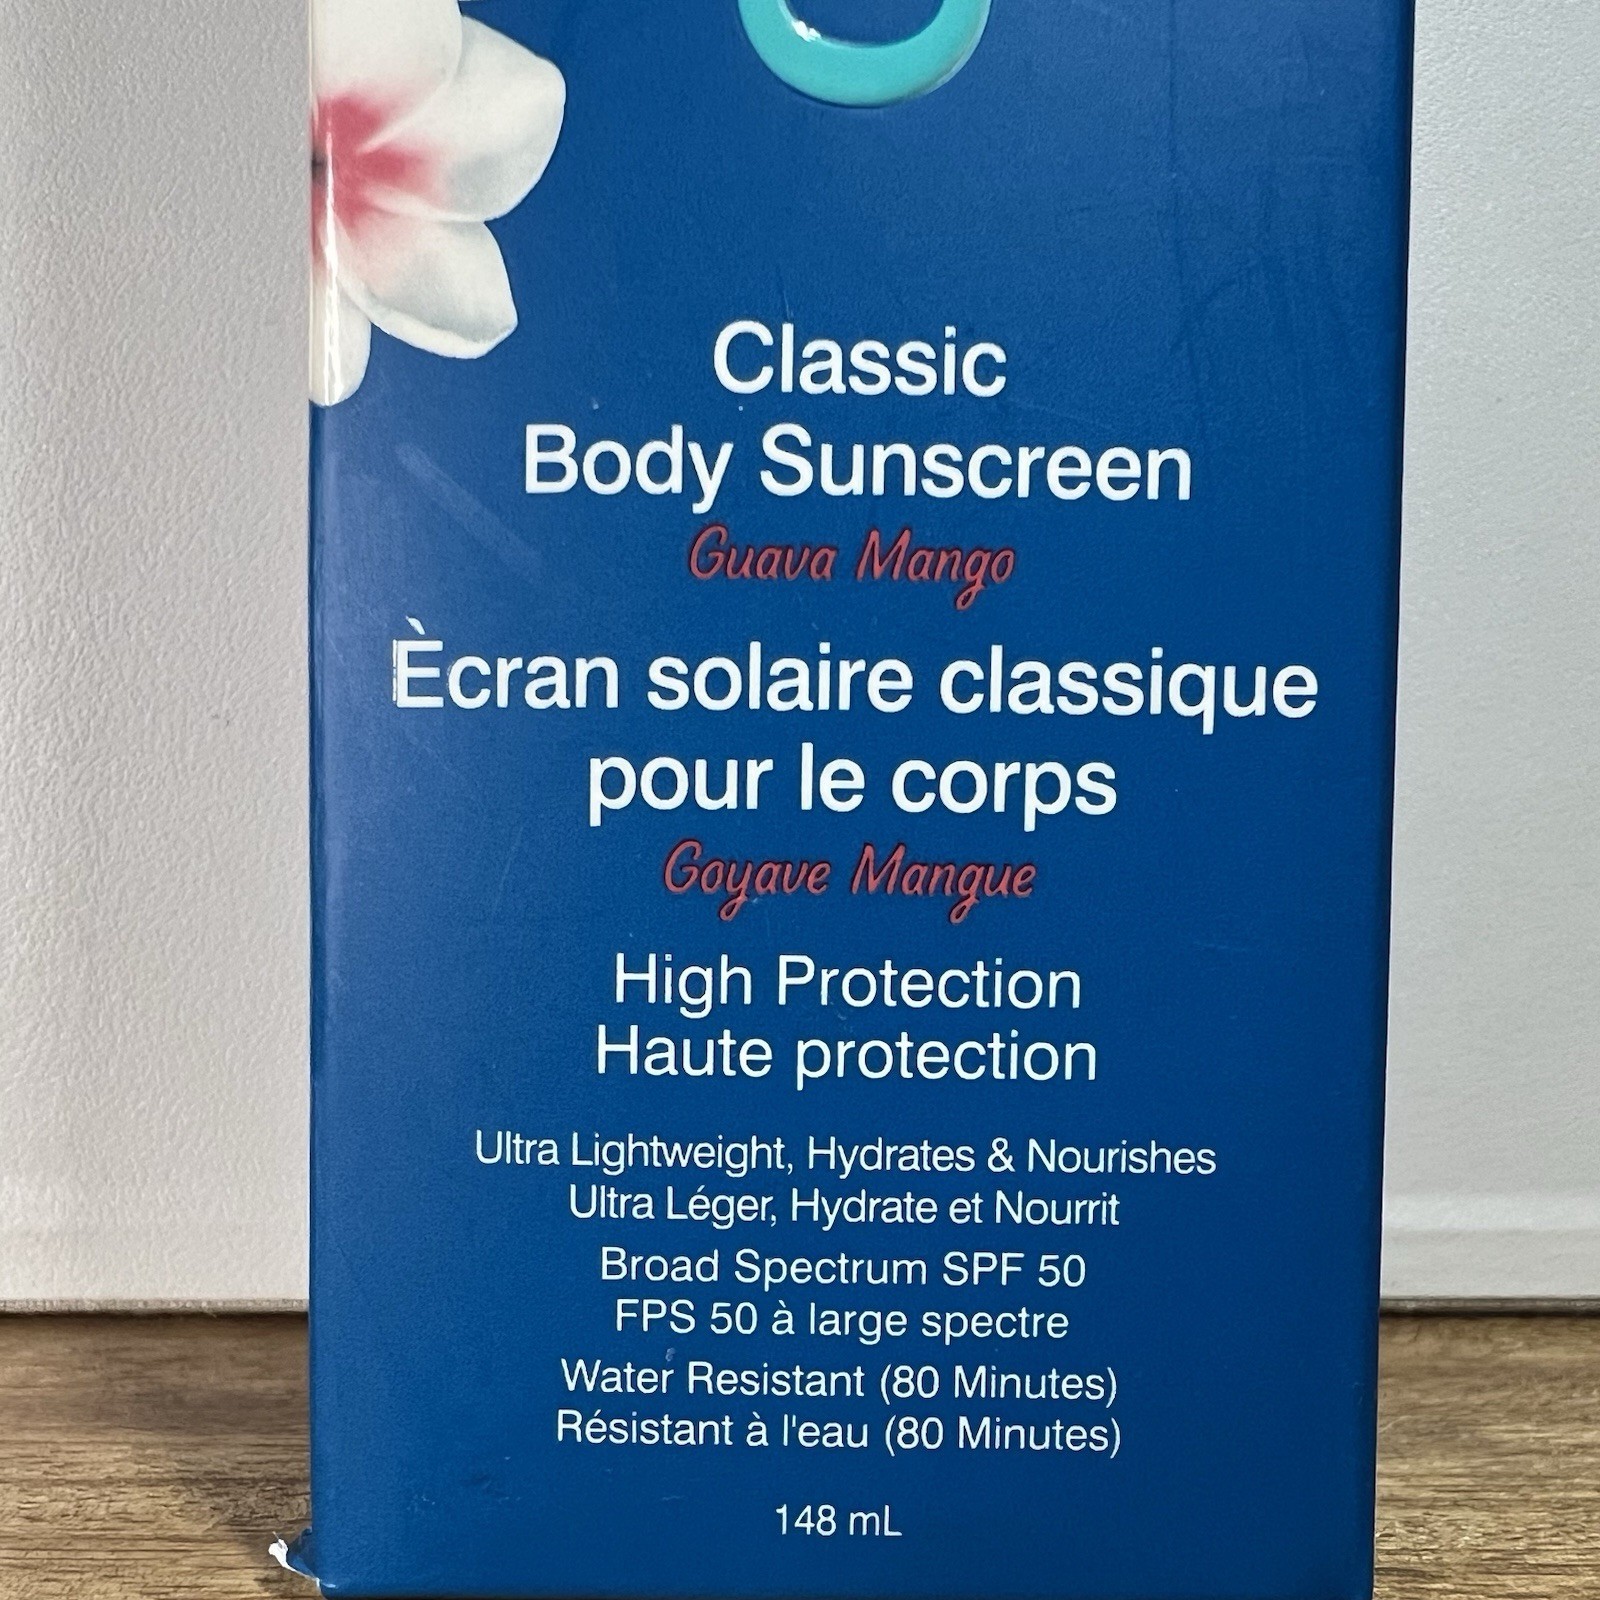 Classic
Body Sunscreen
Guava Mango
Ècran solaire classique
pour le corps
Goyave Mangue
High Protection
Haute protection
Ultra Lightweight, Hydrates & Nourishes
Ultra Léger, Hydrate et Nourrit
Broad Spectrum SPF 50
FPS 50 à large spectre
Water Resistant (80 Minutes)
Résistant à l'eau (80 Minutes)
148 mL